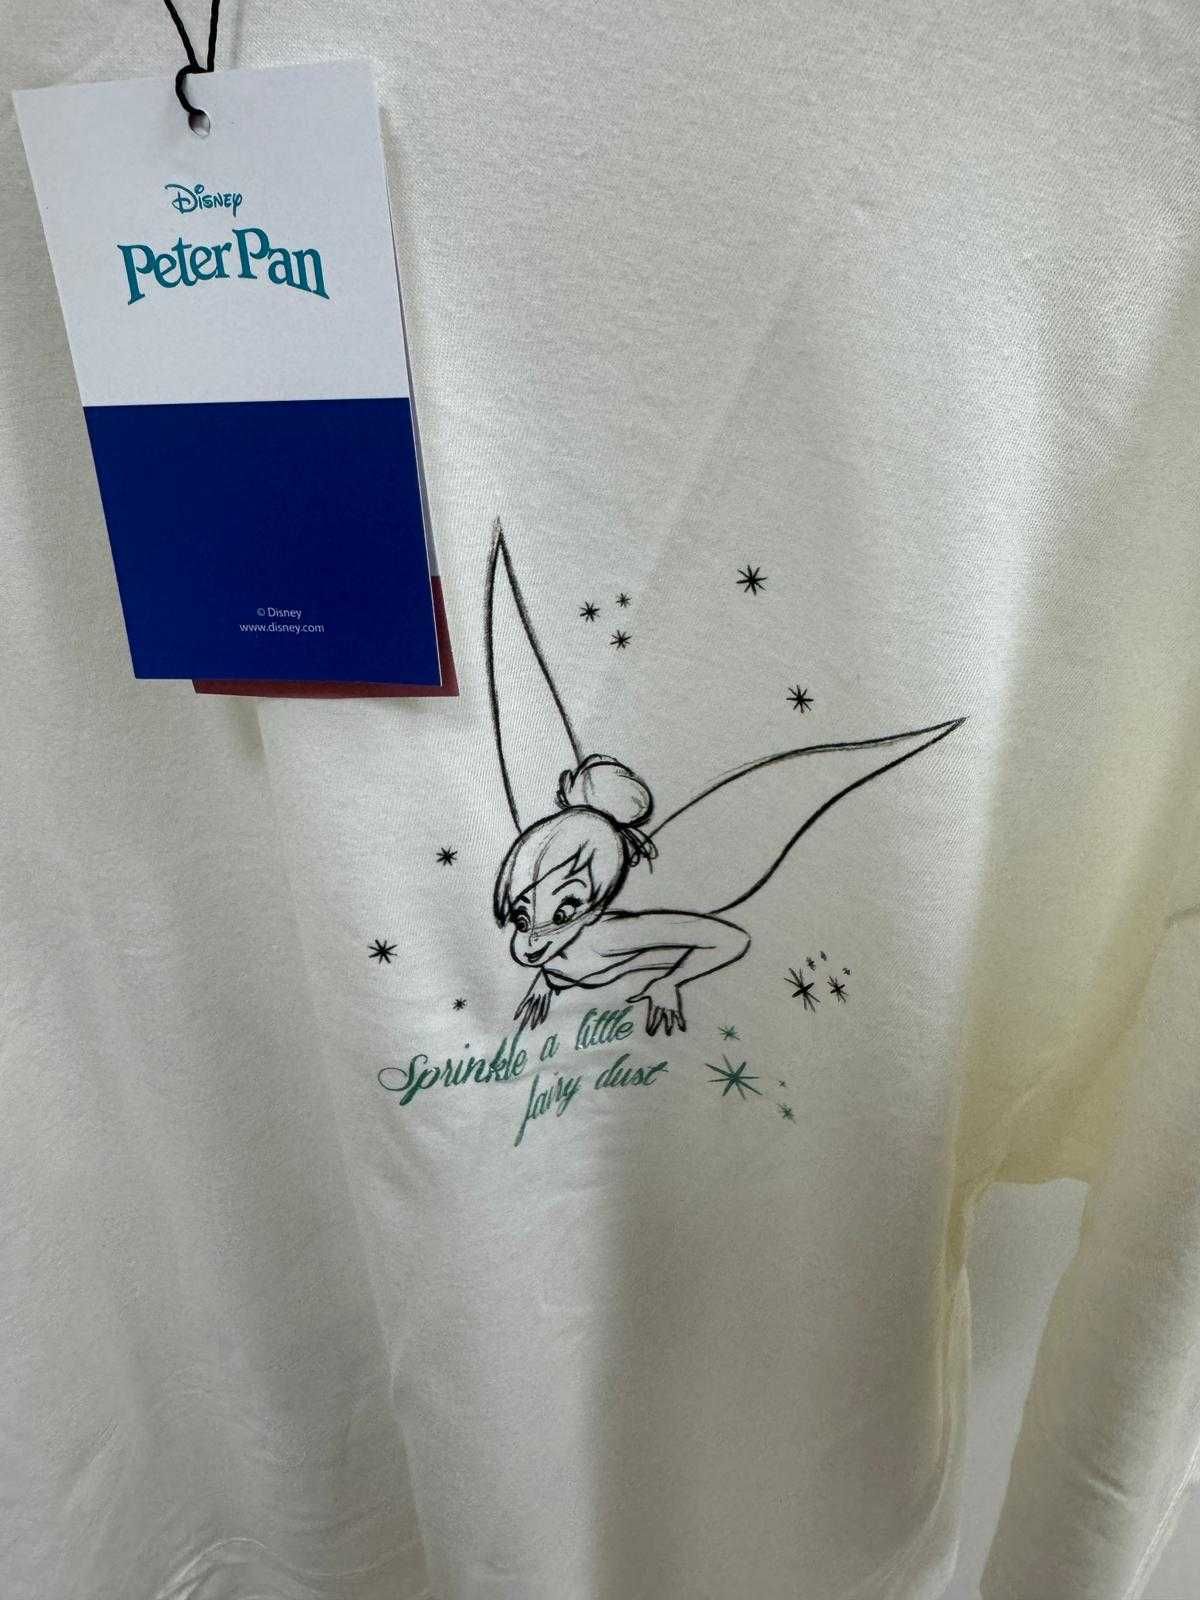 Disney
Peter Pan
© Disney
www.disney.com
Sprinkle a little
fairy dust